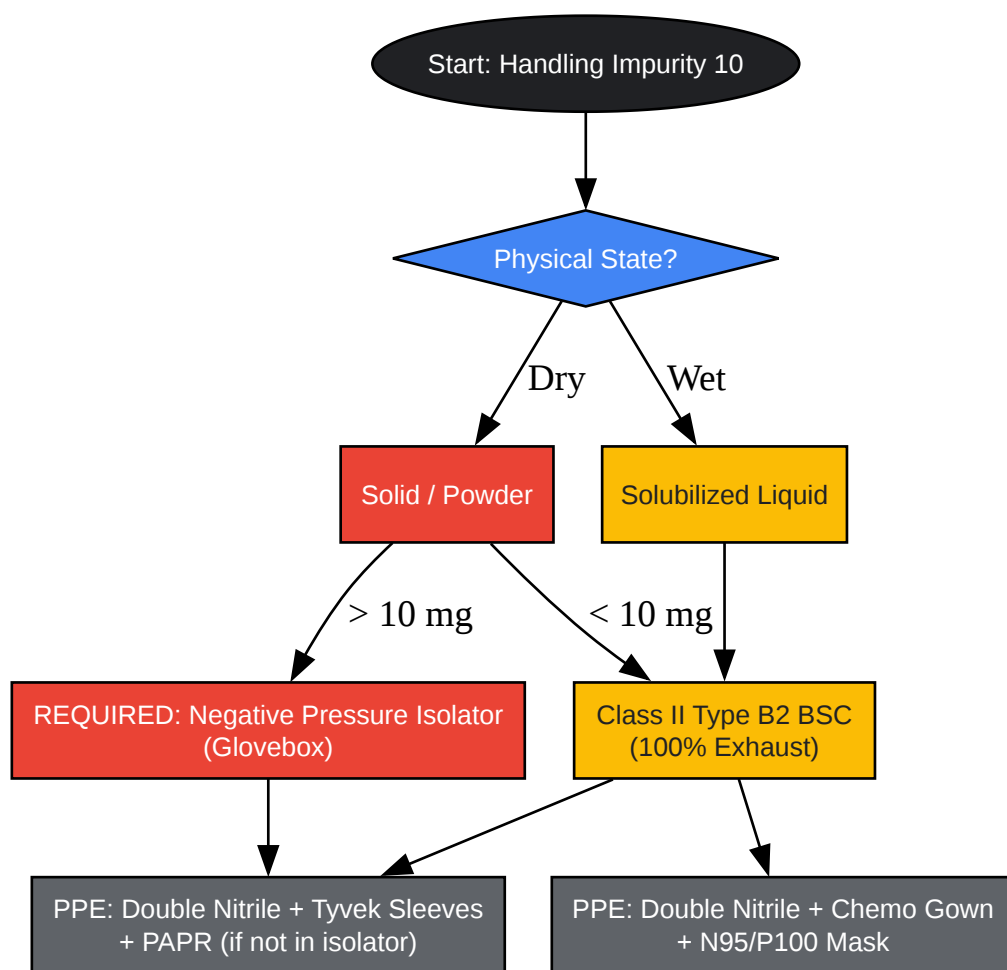 Start: Handling Impurity 10
Physical State?
Dry
Wet
Solid / Powder
Solubilized Liquid
> 10 mg
< 10 mg
REQUIRED: Negative Pressure Isolator
(Glovebox)
Class II Type B2 BSC
(100% Exhaust)
PPE: Double Nitrile + Tyvek Sleeves
+ PAPR (if not in isolator)
PPE: Double Nitrile + Chemo Gown
+ N95/P100 Mask